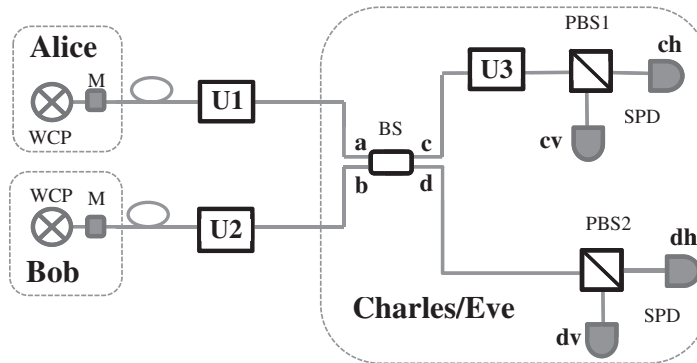 Alice
M
WCP
U1
WCP
M
U2
Bob
a
b
BS
c
d
U3
PBS1
ch
SPD
cv
PBS2
dh
SPD
dv
Charles/Eve